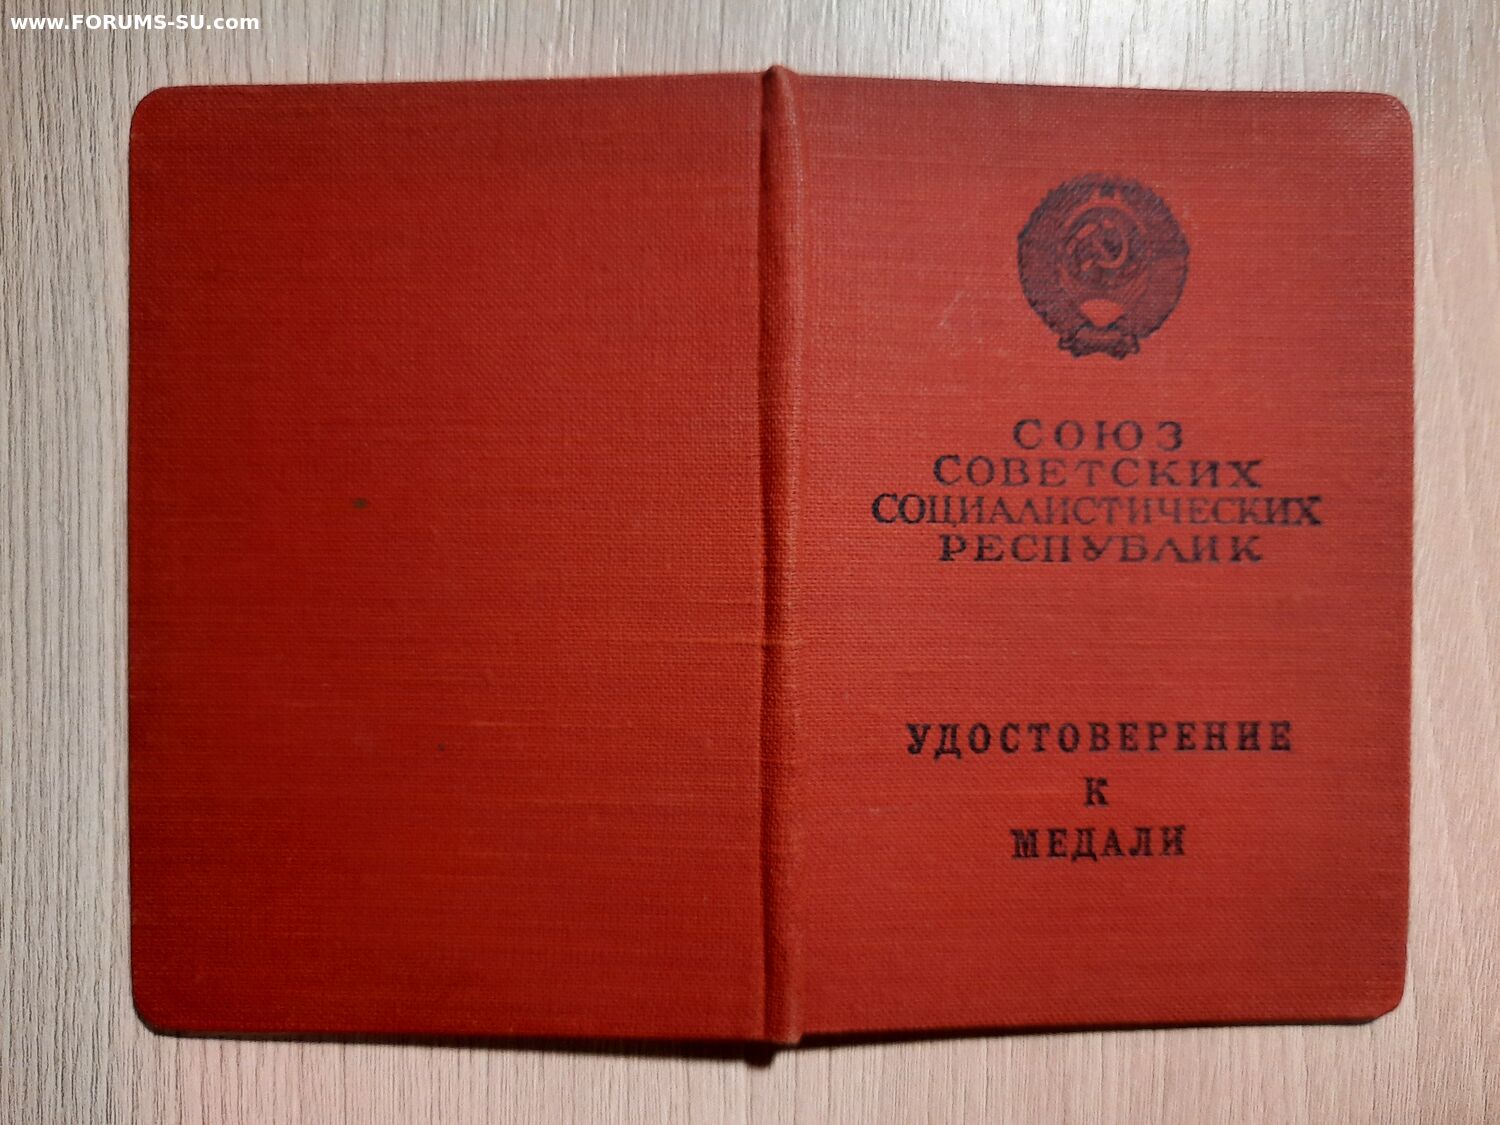 www.FORUMS-SU.com
СОЮЗ
СОВЕТСКИХ
СОЦИАЛИСТИЧЕСКИХ
РЕСПУБЛИК
УДОСТОВЕРЕНИЕ
К
МЕДАЛИ